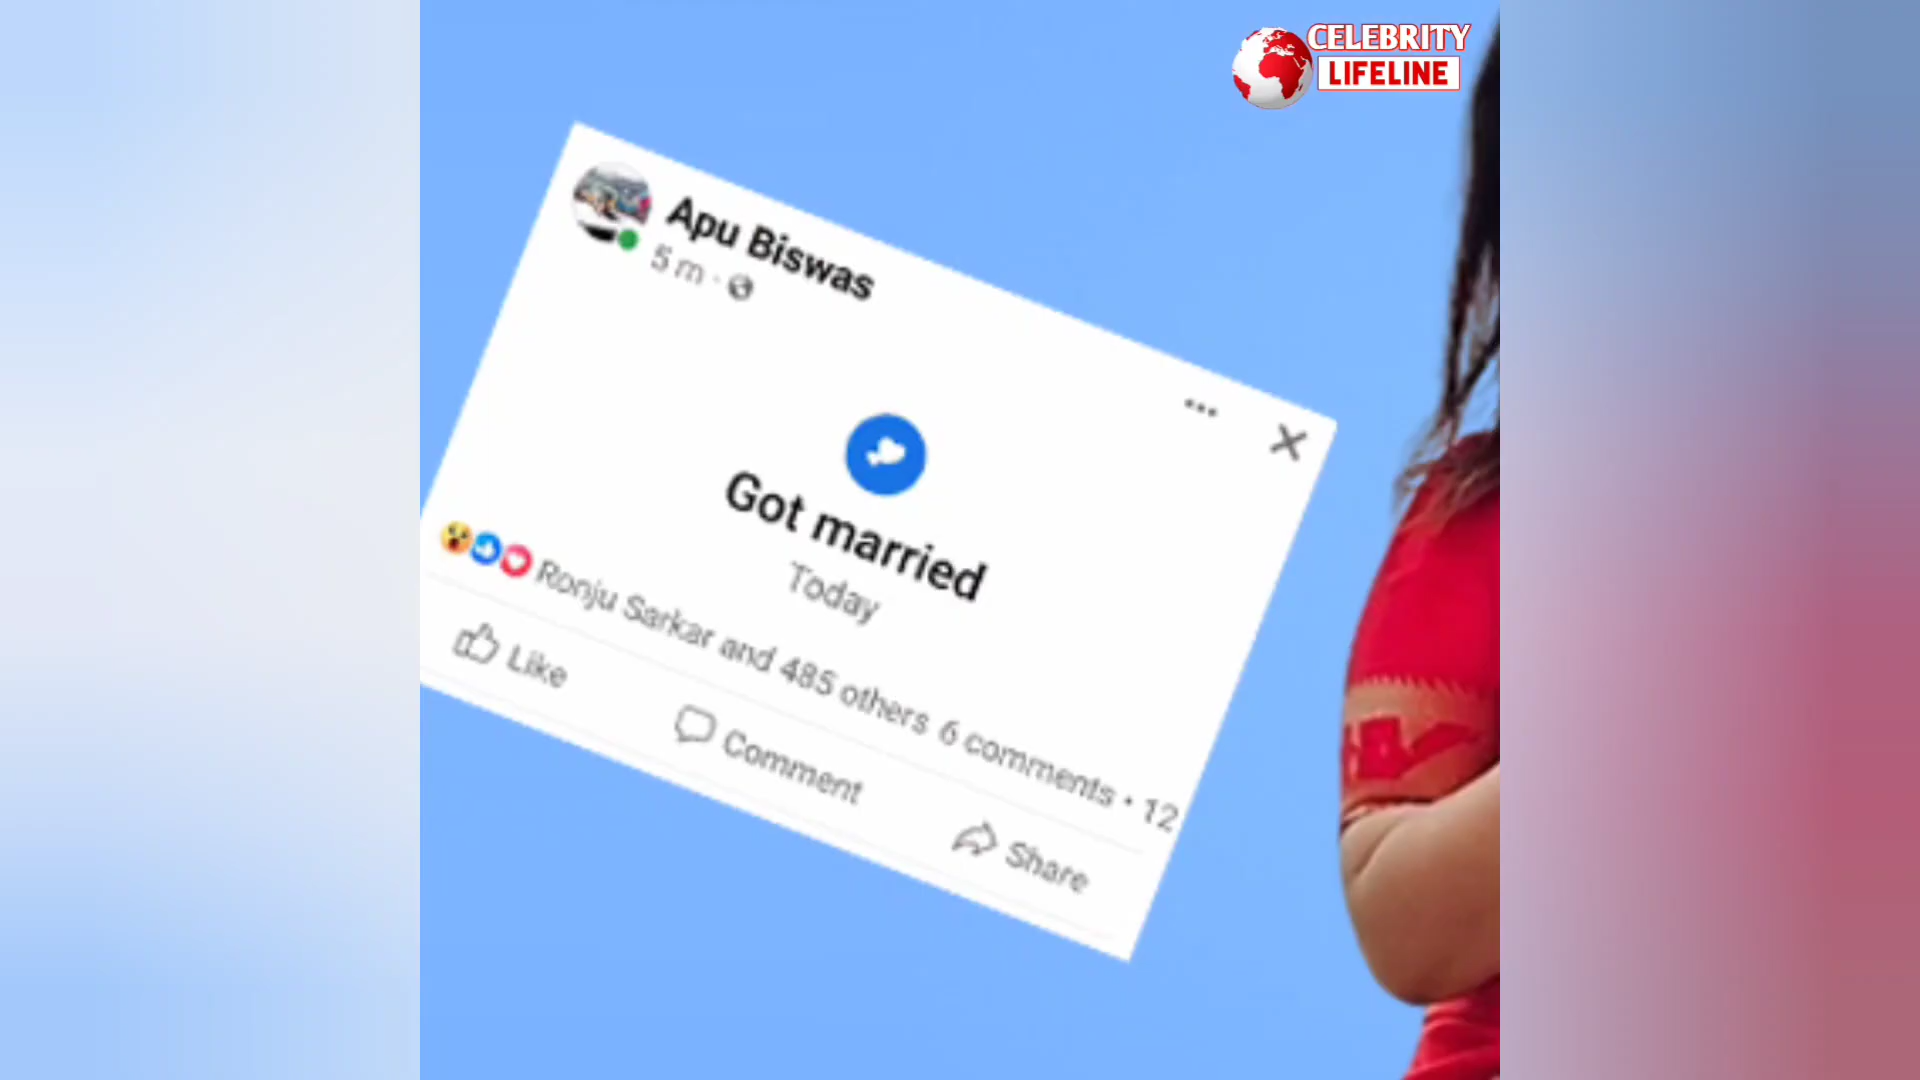 CELEBRITY
LIFELINE
Apu Biswas
5 m
Got married
Today
Ronju Sarkar and 485 others 6 comments • 12
Like
Comment
Share